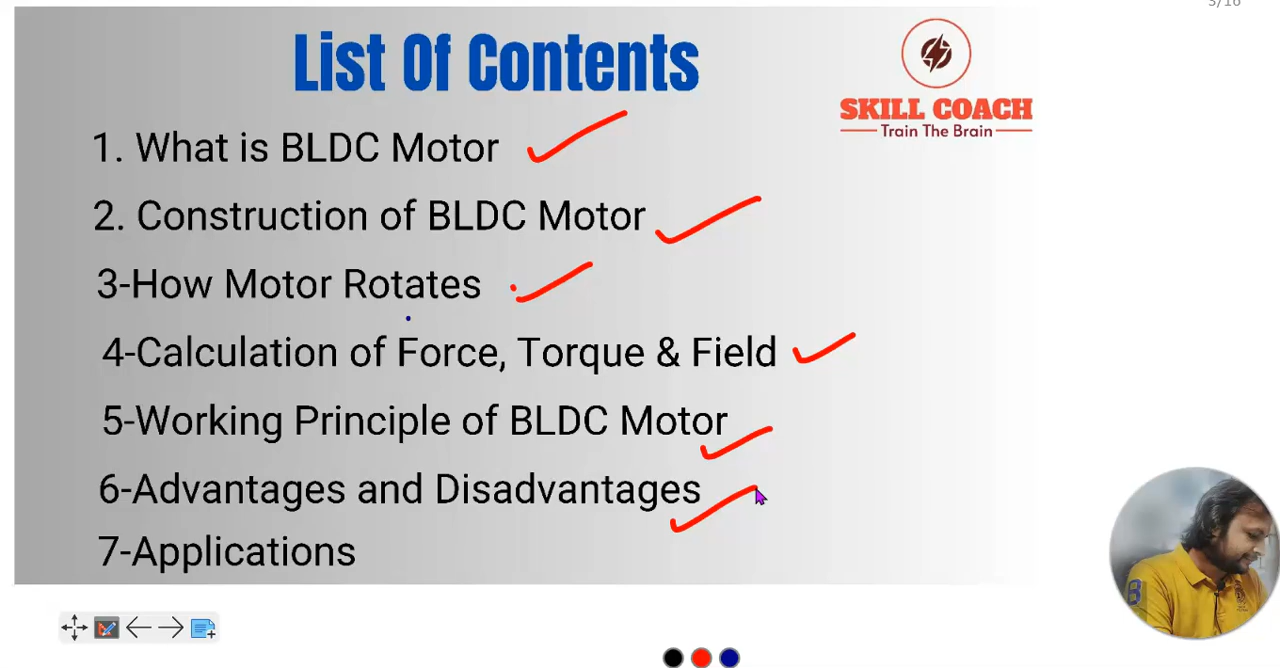 3/16
List Of Contents
SKILL COACH
Train The Brain
1. What is BLDC Motor
2. Construction of BLDC Motor
3-How Motor Rotates
4-Calculation of Force, Torque & Field
5-Working Principle of BLDC Motor
6-Advantages and Disadvantages
7-Applications
B